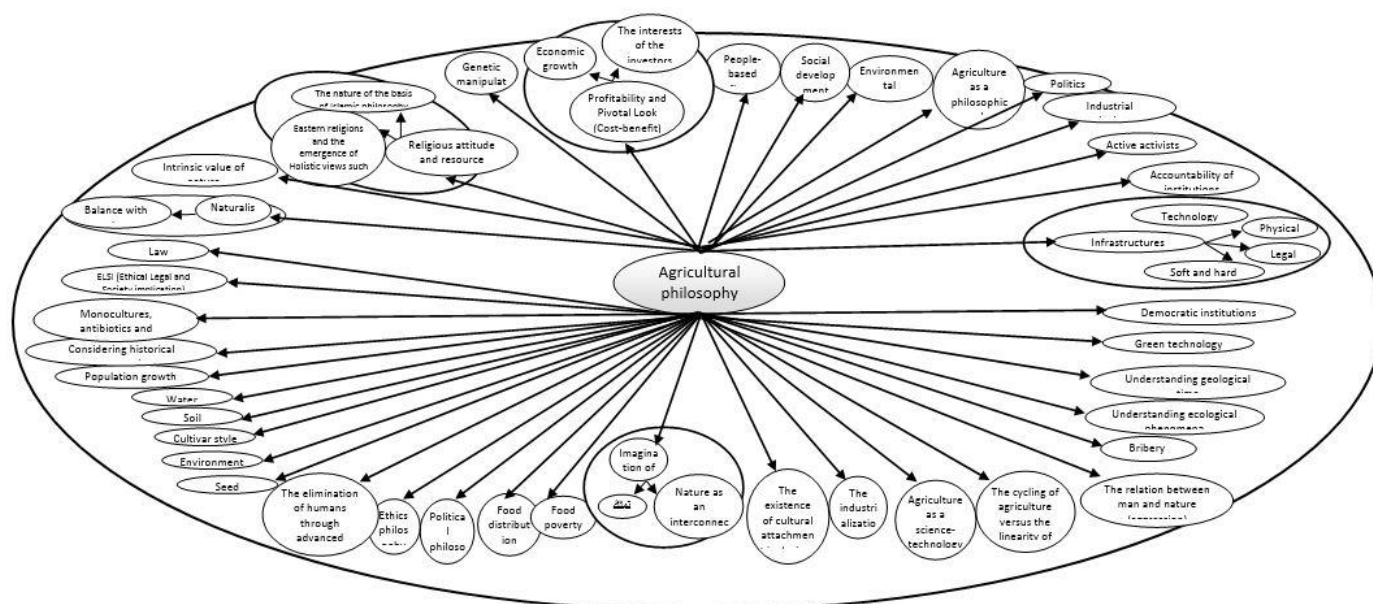 The interests
of the
investors
Economic
growth
Profitability and
Pivotal Look
(Cost-benefit)
Genetic
manipulat
People-
based
Social
develop
ment
Environmen
tal
Agriculture
as a
philosophic
Politics
Industrial
Active activists
Accountability of
institutions
The nature of the basis
of Islamic philosophy
Eastern religions
and the
emergence of
Holistic views such
Religious attitude
and resource
Intrinsic value of
nature
Balance with
Naturalis
Law
ELSI (Ethical Legal and
Society implication)
Monocultures,
antibiotics and
Considering historical
Population growth
Water
Soil
Cultivar style
Environment
Seed
Agricultural
philosophy
Technology
Infrastructures
Physical
Legal
Soft and hard
Democratic institutions
Green technology
Understanding geological
time
Understanding ecological
phenomena
Bribery
The relation between
man and nature
The elimination
of humans
through
advanced
Ethics
philos
Political
l philoso
Food
distribut
ion
Food
poverty
Imagina
tion of
Nature as
an
interconnec
The
existence of
cultural
attachmen
The
industri
alizatio
Agriculture
as a
science-
technology
The cycling of
agriculture
versus the
linearity of